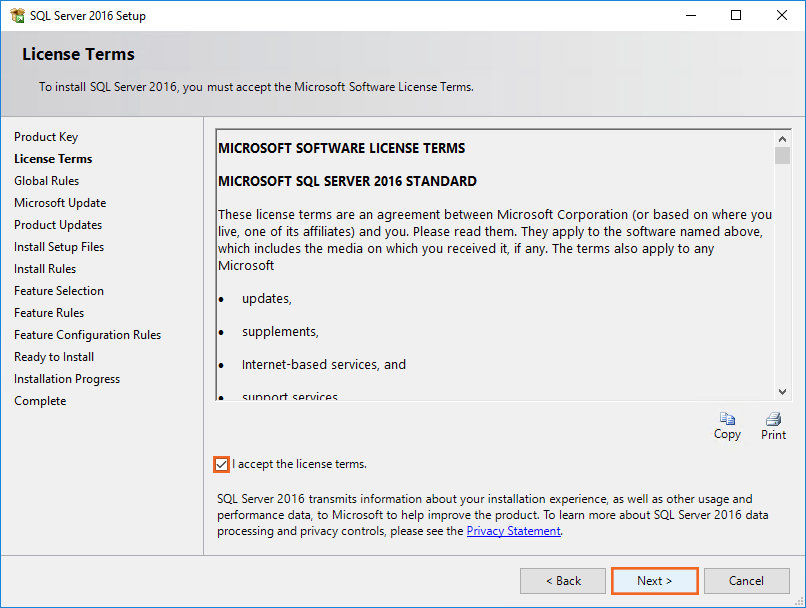 SQL Server 2016 Setup
License Terms
To install SQL Server 2016, you must accept the Microsoft Software License Terms.
Product Key
License Terms
Global Rules
Microsoft Update
Product Updates
Install Setup Files
Install Rules
Feature Selection
Feature Rules
Feature Configuration Rules
Ready to Install
Installation Progress
Complete
MICROSOFT SOFTWARE LICENSE TERMS
MICROSOFT SQL SERVER 2016 STANDARD
These license terms are an agreement between Microsoft Corporation (or based on where you
live, one of its affiliates) and you. Please read them. They apply to the software named above,
which includes the media on which you received it, if any. The terms also apply to any
Microsoft
• updates,
• supplements,
• Internet-based services, and
• support services
Copy
Print
I accept the license terms.
SQL Server 2016 transmits information about your installation experience, as well as other usage and
performance data, to Microsoft to help improve the product. To learn more about SQL Server 2016 data
processing and privacy controls, please see the Privacy Statement.
< Back
Next >
Cancel